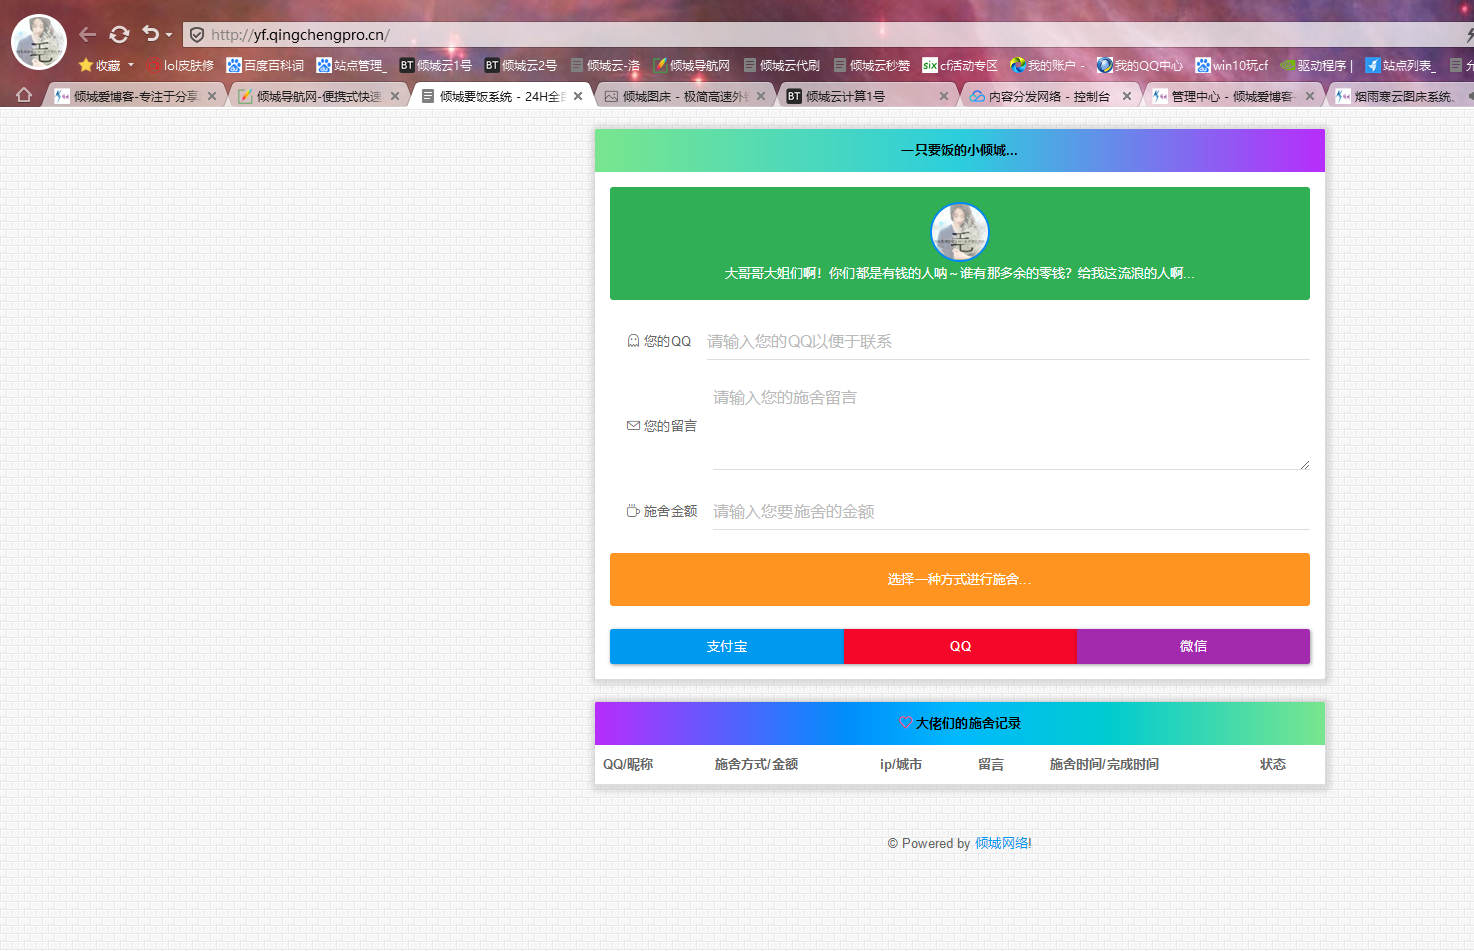 http://yf.qingchengpro.cn/
收藏 lol皮肤修 百度百科词 站点管理_ 倾城云1号 倾城云2号 倾城云-洛 倾城导航网 倾城云代刷 倾城云秒赞 cf活动专区 我的账户 - 我的QQ中心 win10玩cf 驱动程序 | 站点列表_
倾城爱博客-专注于分享 倾城导航网-便携式快速 倾城要饭系统 - 24H全 倾城图床 - 极简高速外 倾城云计算1号 内容分发网络 - 控制台 管理中心 - 倾城爱博客- 烟雨寒云图床系统、
一只要饭的小倾城...
大哥哥大姐们啊！你们都是有钱的人呐～谁有那多余的零钱？给我这流浪的人啊...
您的QQ 请输入您的QQ以便于联系
您的留言 请输入您的施舍留言
施舍金额 请输入您要施舍的金额
选择一种方式进行施舍...
支付宝 QQ 微信
大佬们的施舍记录
QQ/昵称 施舍方式/金额 ip/城市 留言 施舍时间/完成时间 状态
© Powered by 倾城网络!